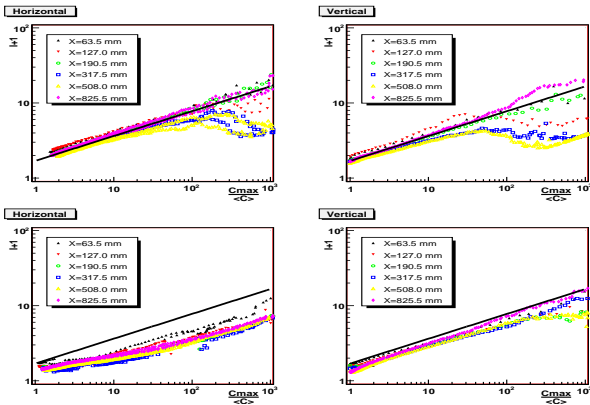 Horizontal
I+1
10²
10
1
X=63.5 mm
X=127.0 mm
X=190.5 mm
X=317.5 mm
X=508.0 mm
X=825.5 mm
1
10
10²
10³
Cmax
<C>
Vertical
I+1
10²
10
1
X=63.5 mm
X=127.0 mm
X=190.5 mm
X=317.5 mm
X=508.0 mm
X=825.5 mm
1
10
10²
10³
Cmax
<C>
Horizontal
I+1
10²
10
1
X=63.5 mm
X=127.0 mm
X=190.5 mm
X=317.5 mm
X=508.0 mm
X=825.5 mm
1
10
10²
10³
Cmax
<C>
Vertical
I+1
10²
10
1
X=63.5 mm
X=127.0 mm
X=190.5 mm
X=317.5 mm
X=508.0 mm
X=825.5 mm
1
10
10²
10³
Cmax
<C>